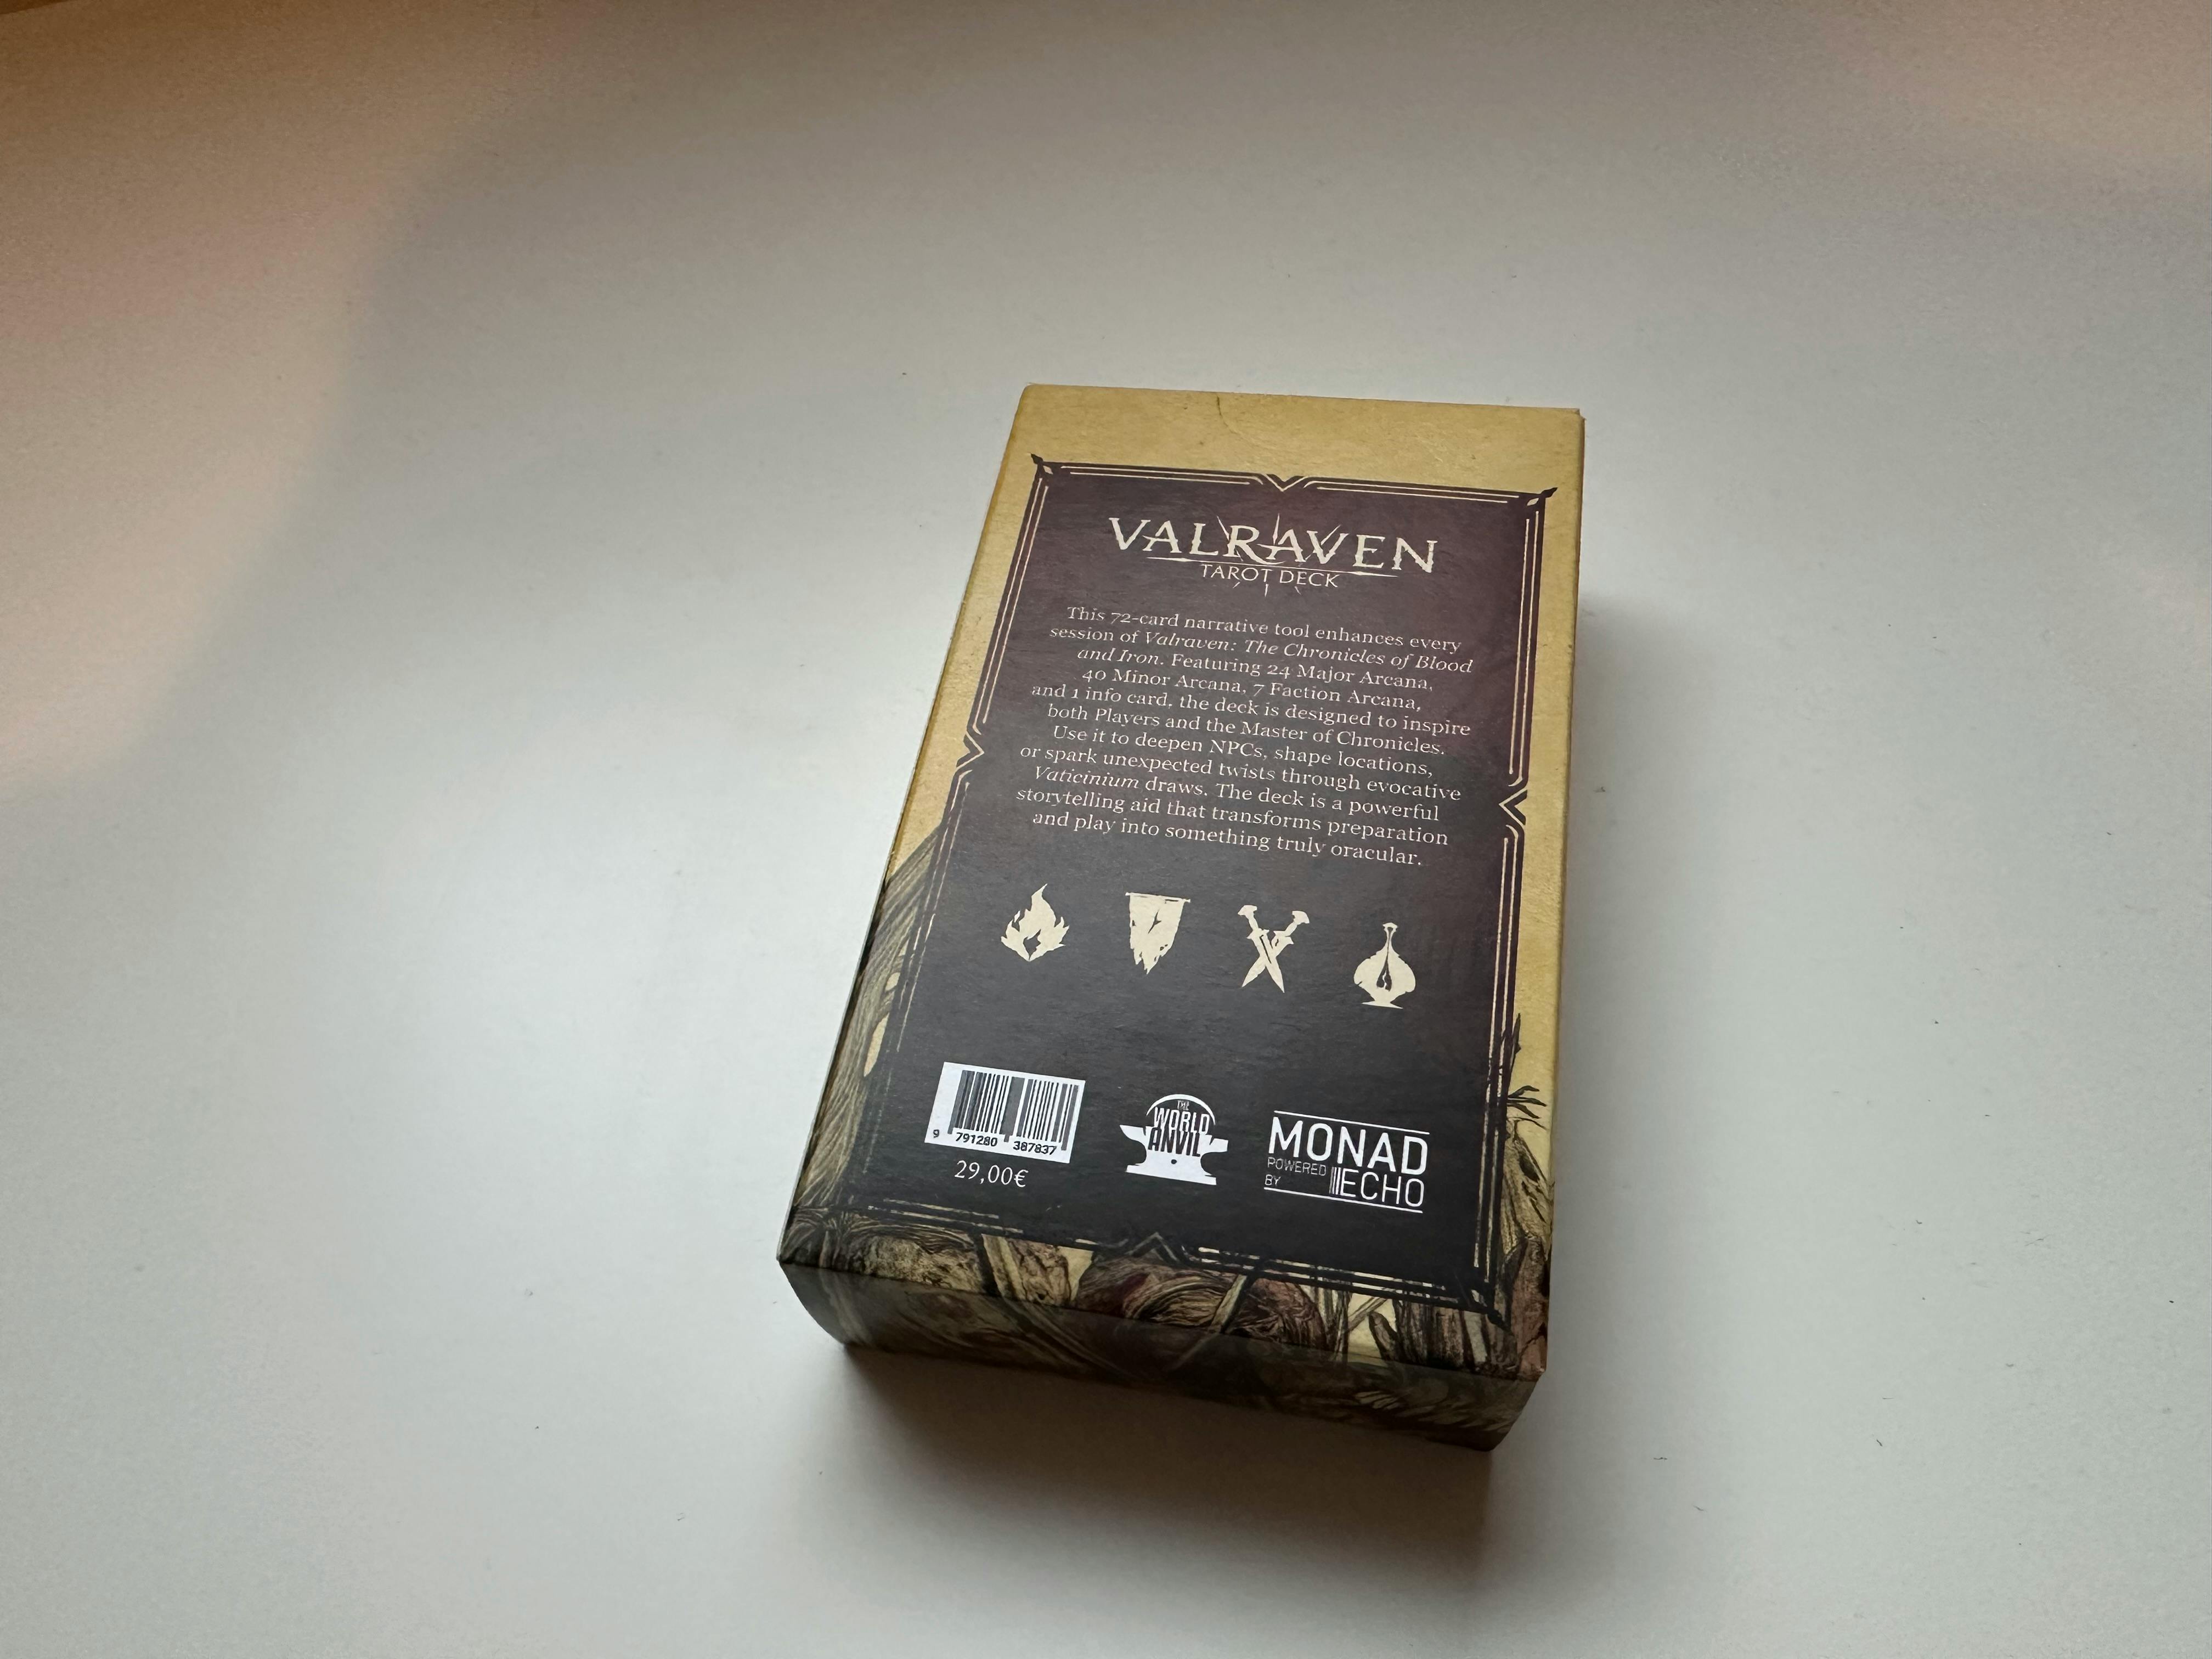 VALRAVEN
TAROT DECK
This 72-card narrative tool enhances every
session of Valraven: The Chronicles of Blood
and Iron. Featuring 24 Major Arcana,
40 Minor Arcana, 7 Faction Arcana,
and 1 info card, the deck is designed to inspire
both Players and the Master of Chronicles.
Use it to deepen NPCs, shape locations,
or spark unexpected twists through evocative
Vaticinium draws. The deck is a powerful
storytelling aid that transforms preparation
and play into something truly oracular.
9 791280 387837
29,00€
THE
WORLD
ANVIL
MONAD
POWERED
BY ECHO